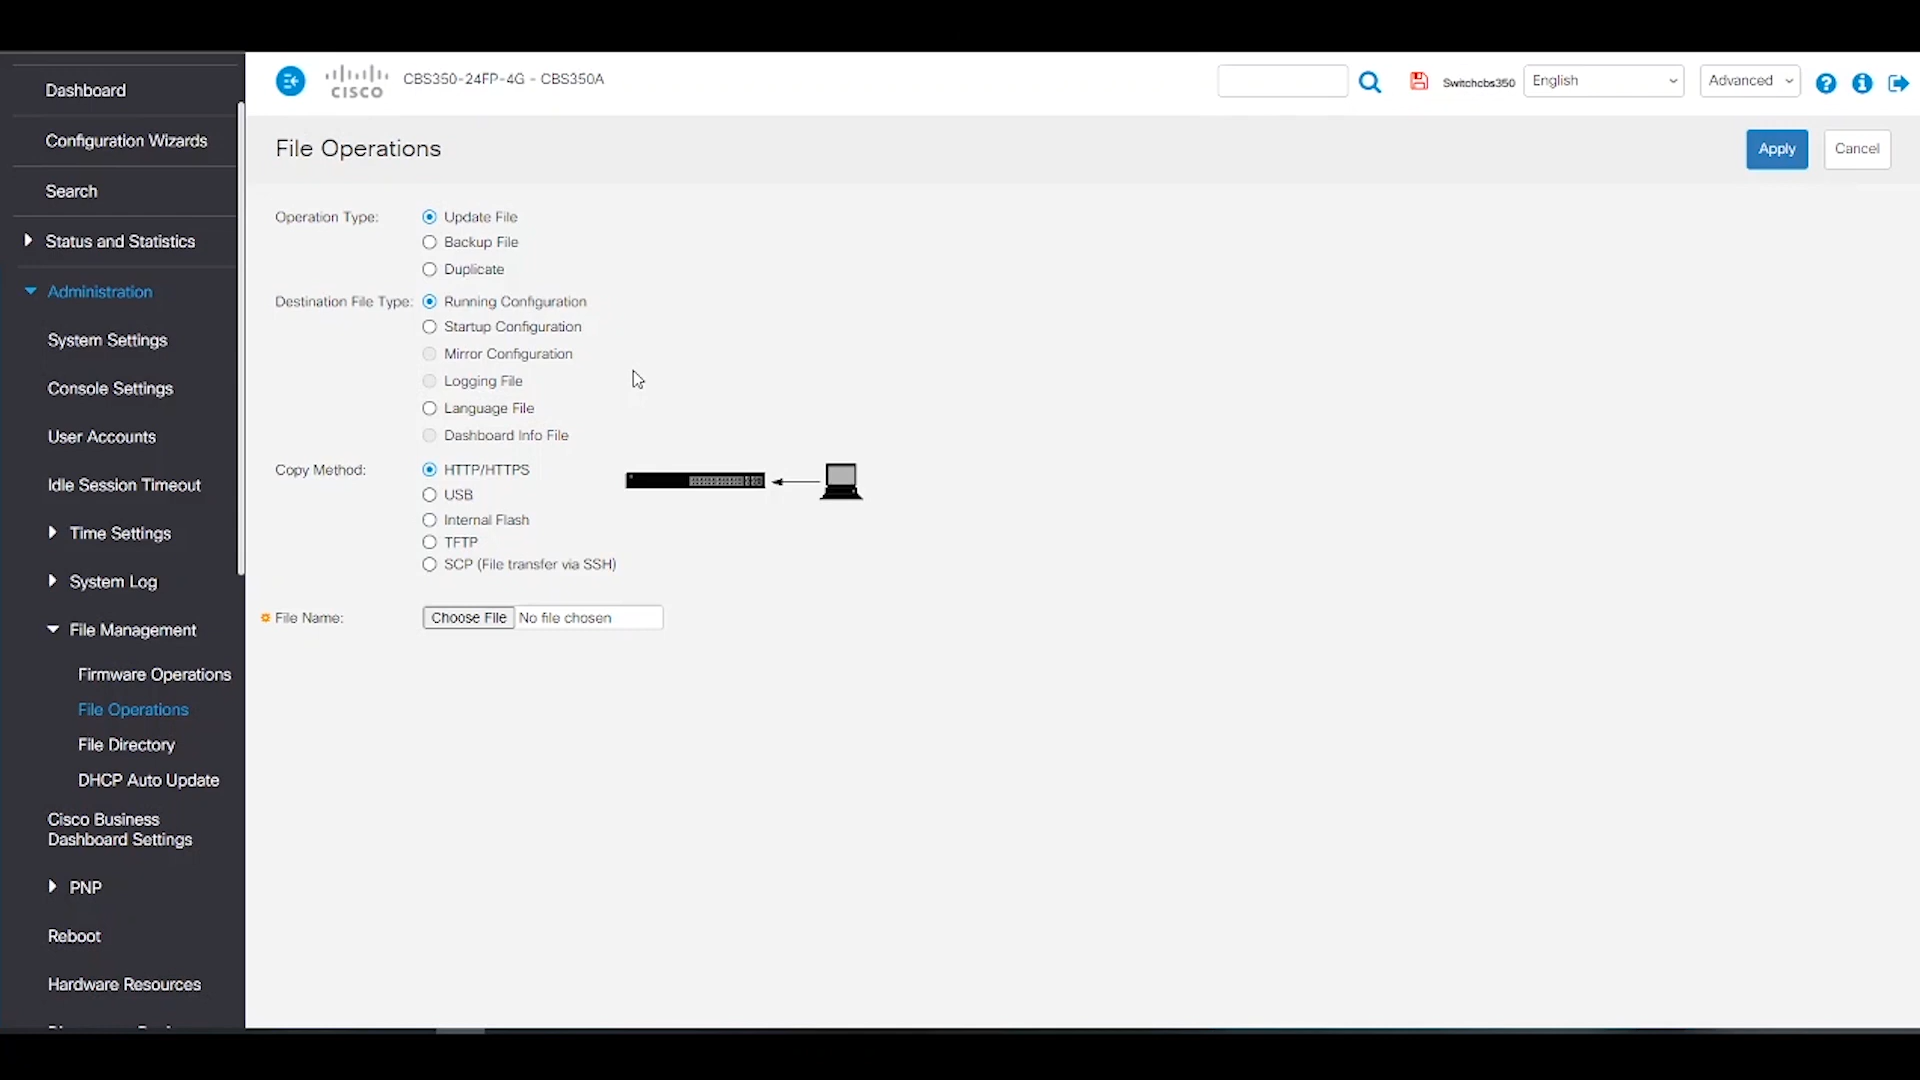 Dashboard
Configuration Wizards
Search
Status and Statistics
Administration
System Settings
Console Settings
User Accounts
Idle Session Timeout
Time Settings
System Log
File Management
Firmware Operations
File Operations
File Directory
DHCP Auto Update
Cisco Business
Dashboard Settings
PNP
Reboot
Hardware Resources
CISCO
CBS350-24FP-4G - CBS350A
Switchcbs350
English
Advanced
File Operations
Apply
Cancel
Operation Type:
Update File
Backup File
Duplicate
Destination File Type:
Running Configuration
Startup Configuration
Mirror Configuration
Logging File
Language File
Dashboard Info File
Copy Method:
HTTP/HTTPS
USB
Internal Flash
TFTP
SCP (File transfer via SSH)
File Name:
Choose File No file chosen